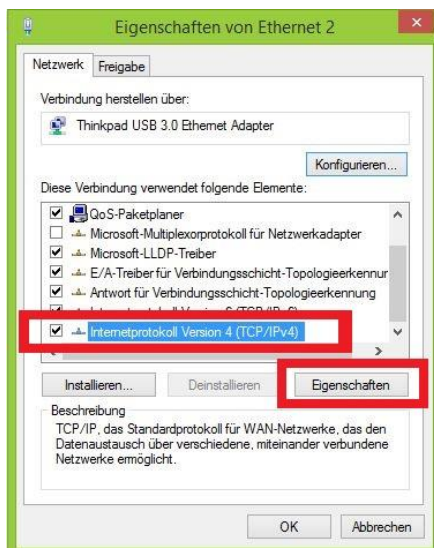 Eigenschaften von Ethernet 2
Netzwerk Freigabe
Verbindung herstellen über:
Thinkpad USB 3.0 Ethernet Adapter
Konfigurieren...
Diese Verbindung verwendet folgende Elemente:
QoS-Paketplaner
Microsoft-Multiplexorprotokoll für Netzwerkadapter
Microsoft-LLDP-Treiber
E/A-Treiber für Verbindungsschicht-Topologieerkennur
Antwort für Verbindungsschicht-Topologieerkennung
Internetprotokoll Version 4 (TCP/IPv4)
Installieren... Deinstallieren Eigenschaften
Beschreibung
TCP/IP, das Standardprotokoll für WAN-Netzwerke, das den
Datenaustausch über verschiedene, miteinander verbundene
Netzwerke ermöglicht.
OK Abbrechen